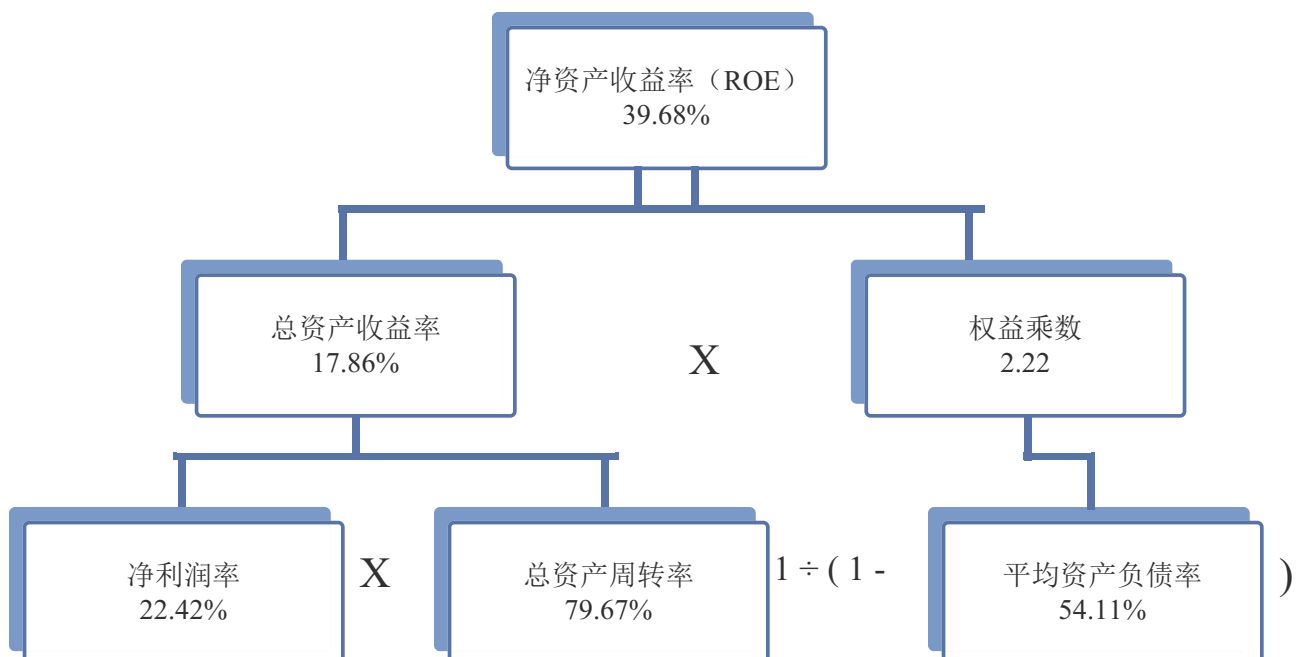 净资产收益率（ROE）
39.68%
总资产收益率
17.86%
X
权益乘数
2.22
净利润率
22.42%
X
总资产周转率
79.67%
1 ÷ ( 1 -
平均资产负债率
54.11%
)